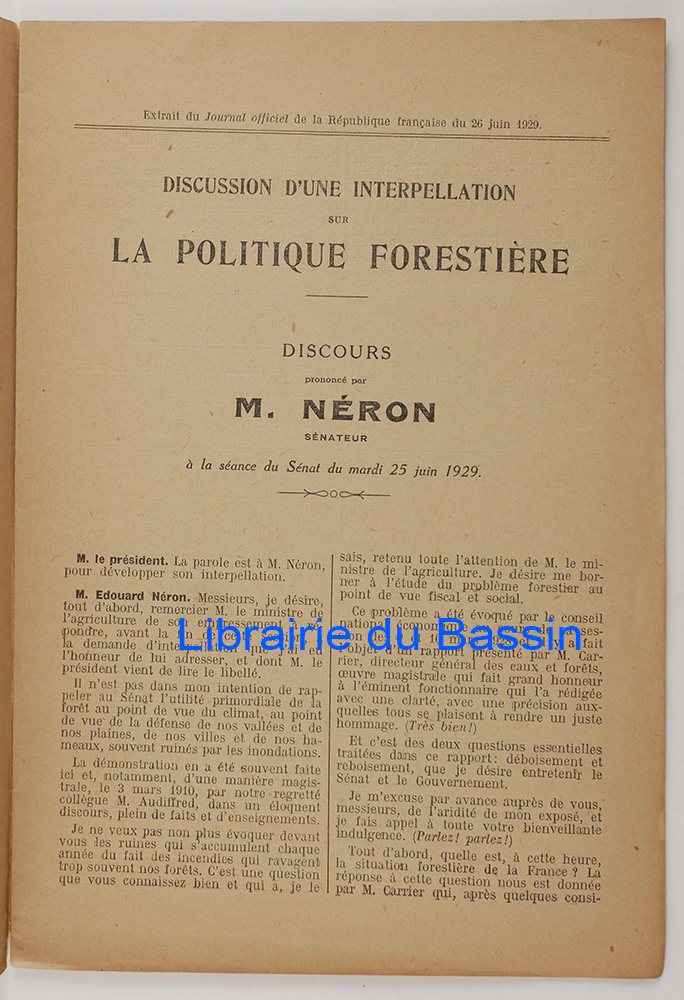 Extrait du Journal officiel de la République française du 26 juin 1929.
DISCUSSION D'UNE INTERPELLATION
SUR
LA POLITIQUE FORESTIÈRE
DISCOURS
prononcé par
M. NÉRON
SÉNATEUR
à la séance du Sénat du mardi 25 juin 1929.
M. le président. La parole est à M. Néron,
pour développer son interpellation.
M. Edouard Néron. Messieurs, je désire,
tout d'abord, remercier M. le ministre de
l'agriculture de son empressement à ré-
pondre, avant la fin de cette
la demande d'interpellation que j'ai eu
l'honneur de lui adresser, et dont M. le
président vient de lire le libellé.
Il n'est pas dans mon intention de rap-
peler au Sénat l'utilité primordiale de la
forêt au point de vue du climat, au point
de vue de la défense de nos vallées et de
nos plaines, de nos villes et de nos ha-
meaux, souvent ruinés par les inondations.
La démonstration en a été souvent faite
ici et, notamment, d'une manière magis-
trale, le 3 mars 1910, par notre regretté
collègue M. Audiffred, dans un éloquent
discours, plein de faits et d'enseignements.
Je ne veux pas non plus évoquer devant
vous les ruines qui s'accumulent chaque
année du fait des incendies qui ravagent
trop souvent nos forêts. C'est une question
que vous connaissez bien et qui a, je le
sais, retenu toute l'attention de M. le mi-
nistre de l'agriculture. Je désire me bor-
ner à l'étude du problème forestier au
point de vue fiscal et social.
Ce problème a été évoqué par le conseil
national économique ses-
sion des et y a fait
l'objet d'un rapport présenté par M. Car-
rier, directeur général des eaux et forêts,
œuvre magistrale qui fait grand honneur
à l'éminent fonctionnaire qui l'a rédigée
avec une clarté, avec une précision aux-
quelles tous se plaisent à rendre un juste
hommage. (Très bien!)
Et c'est des deux questions essentielles
traitées dans ce rapport: déboisement et
reboisement, que je désire entretenir le
Sénat et le Gouvernement.
Je m'excuse par avance auprès de vous,
messieurs, de l'aridité de mon exposé, et
je fais appel à toute votre bienveillante
indulgence. (Parlez! parlez!)
Tout d'abord, quelle est, à cette heure,
la situation forestière de la France ? La
réponse à cette question nous est donnée
par M. Carrier qui, après quelques consi-
Librairie du Bassin